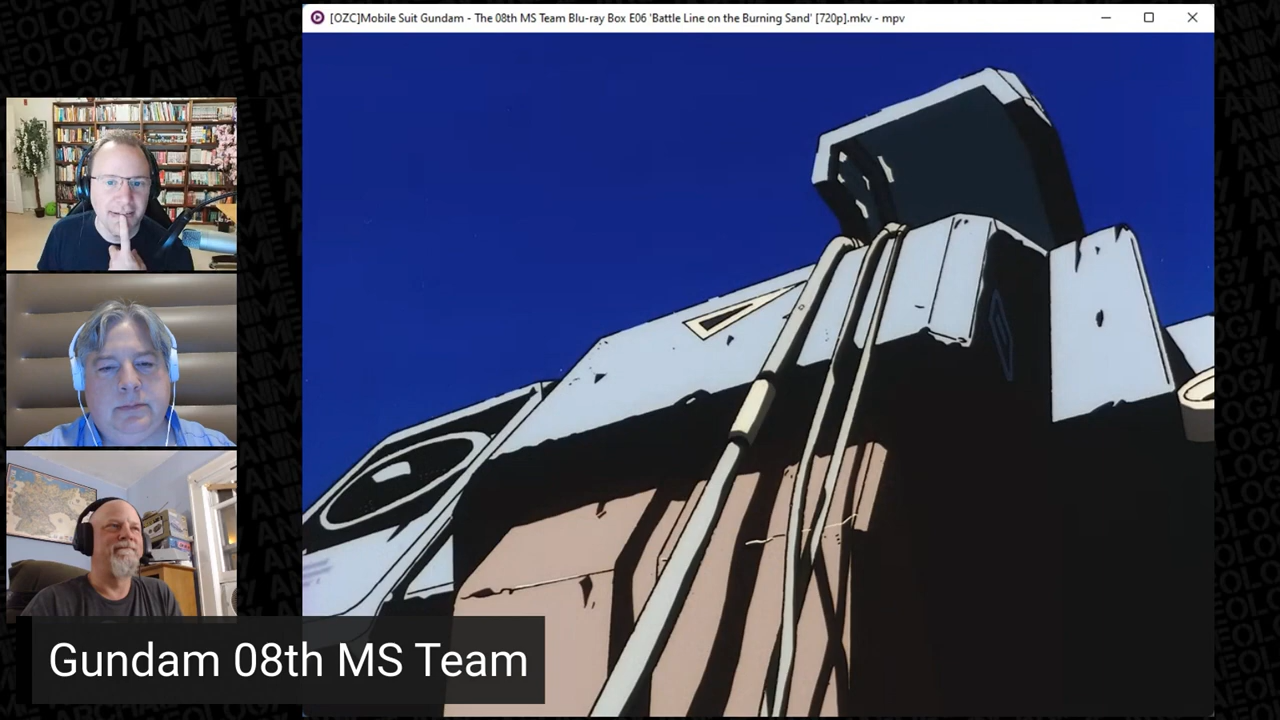 [OZC]Mobile Suit Gundam - The 08th MS Team Blu-ray Box E06 'Battle Line on the Burning Sand' [720p].mkv - mpv
Gundam 08th MS Team